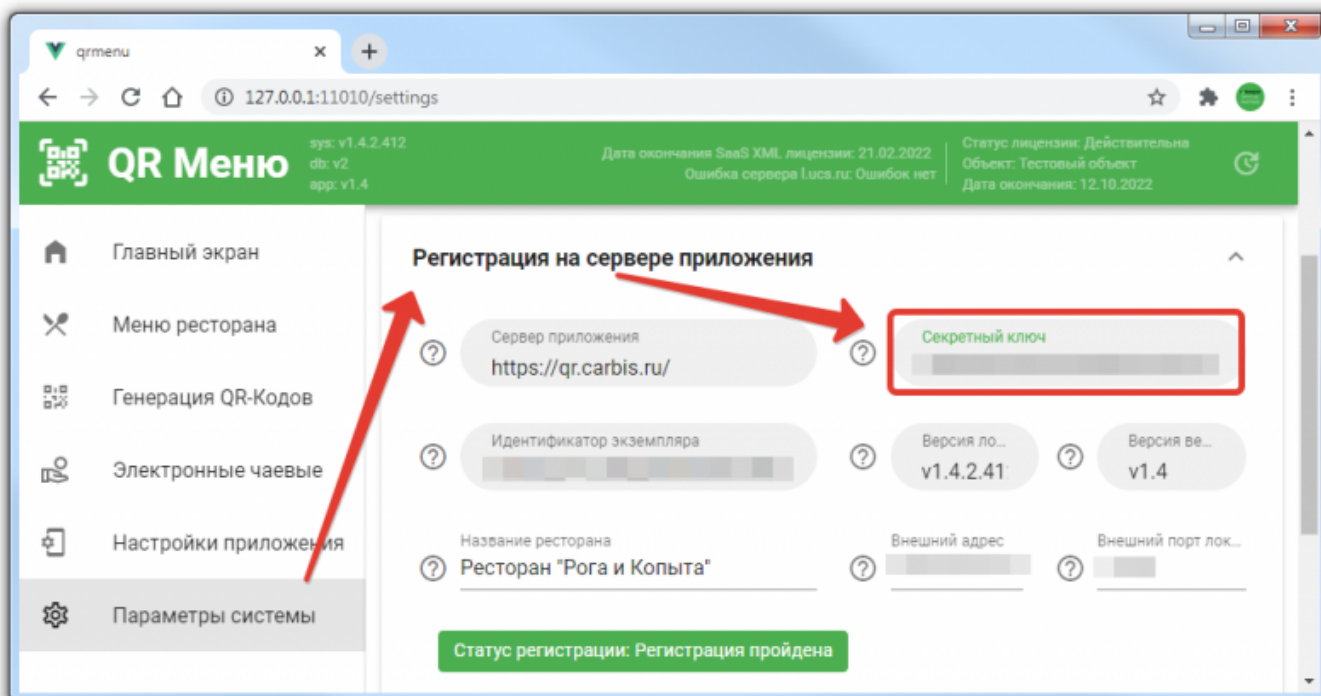 qrmenu
127.0.0.1:11010/settings
QR Меню
sys: v1.4.2.412
db: v2
app: v1.4
Дата окончания SaaS XML лицензии: 21.02.2022
Ошибка сервера l.ucs.ru: Ошибок нет
Статус лицензии: Действительна
Объект: Тестовый объект
Дата окончания: 12.10.2022
Главный экран
Меню ресторана
Генерация QR-Кодов
Электронные чаевые
Настройки приложения
Параметры системы
Регистрация на сервере приложения
Сервер приложения
https://qr.carbis.ru/
Секретный ключ
Идентификатор экземпляра
Версия ло...
v1.4.2.41
Версия ве...
v1.4
Название ресторана
Ресторан "Рога и Копыта"
Внешний адрес
Внешний порт лок...
Статус регистрации: Регистрация пройдена